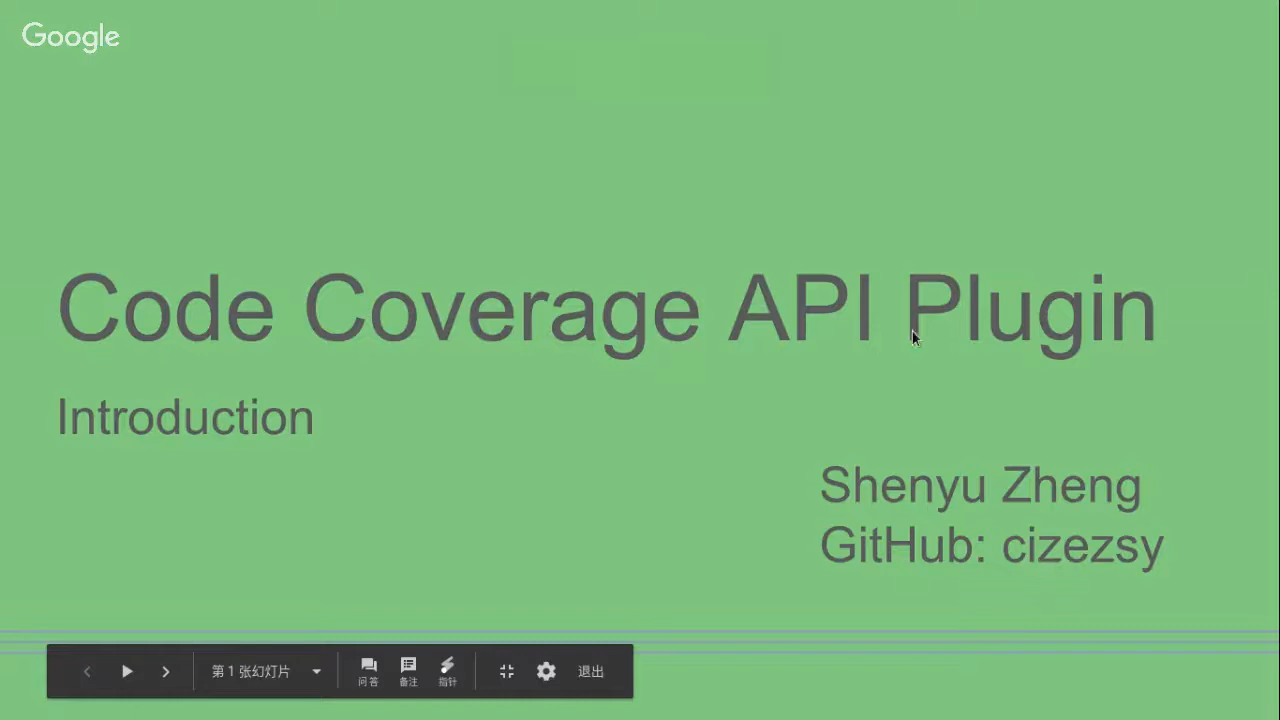 Google
Code Coverage API Plugin
Introduction
Shenyu Zheng
GitHub: cizezsy
第 1 张幻灯片
问答
备注
指针
退出